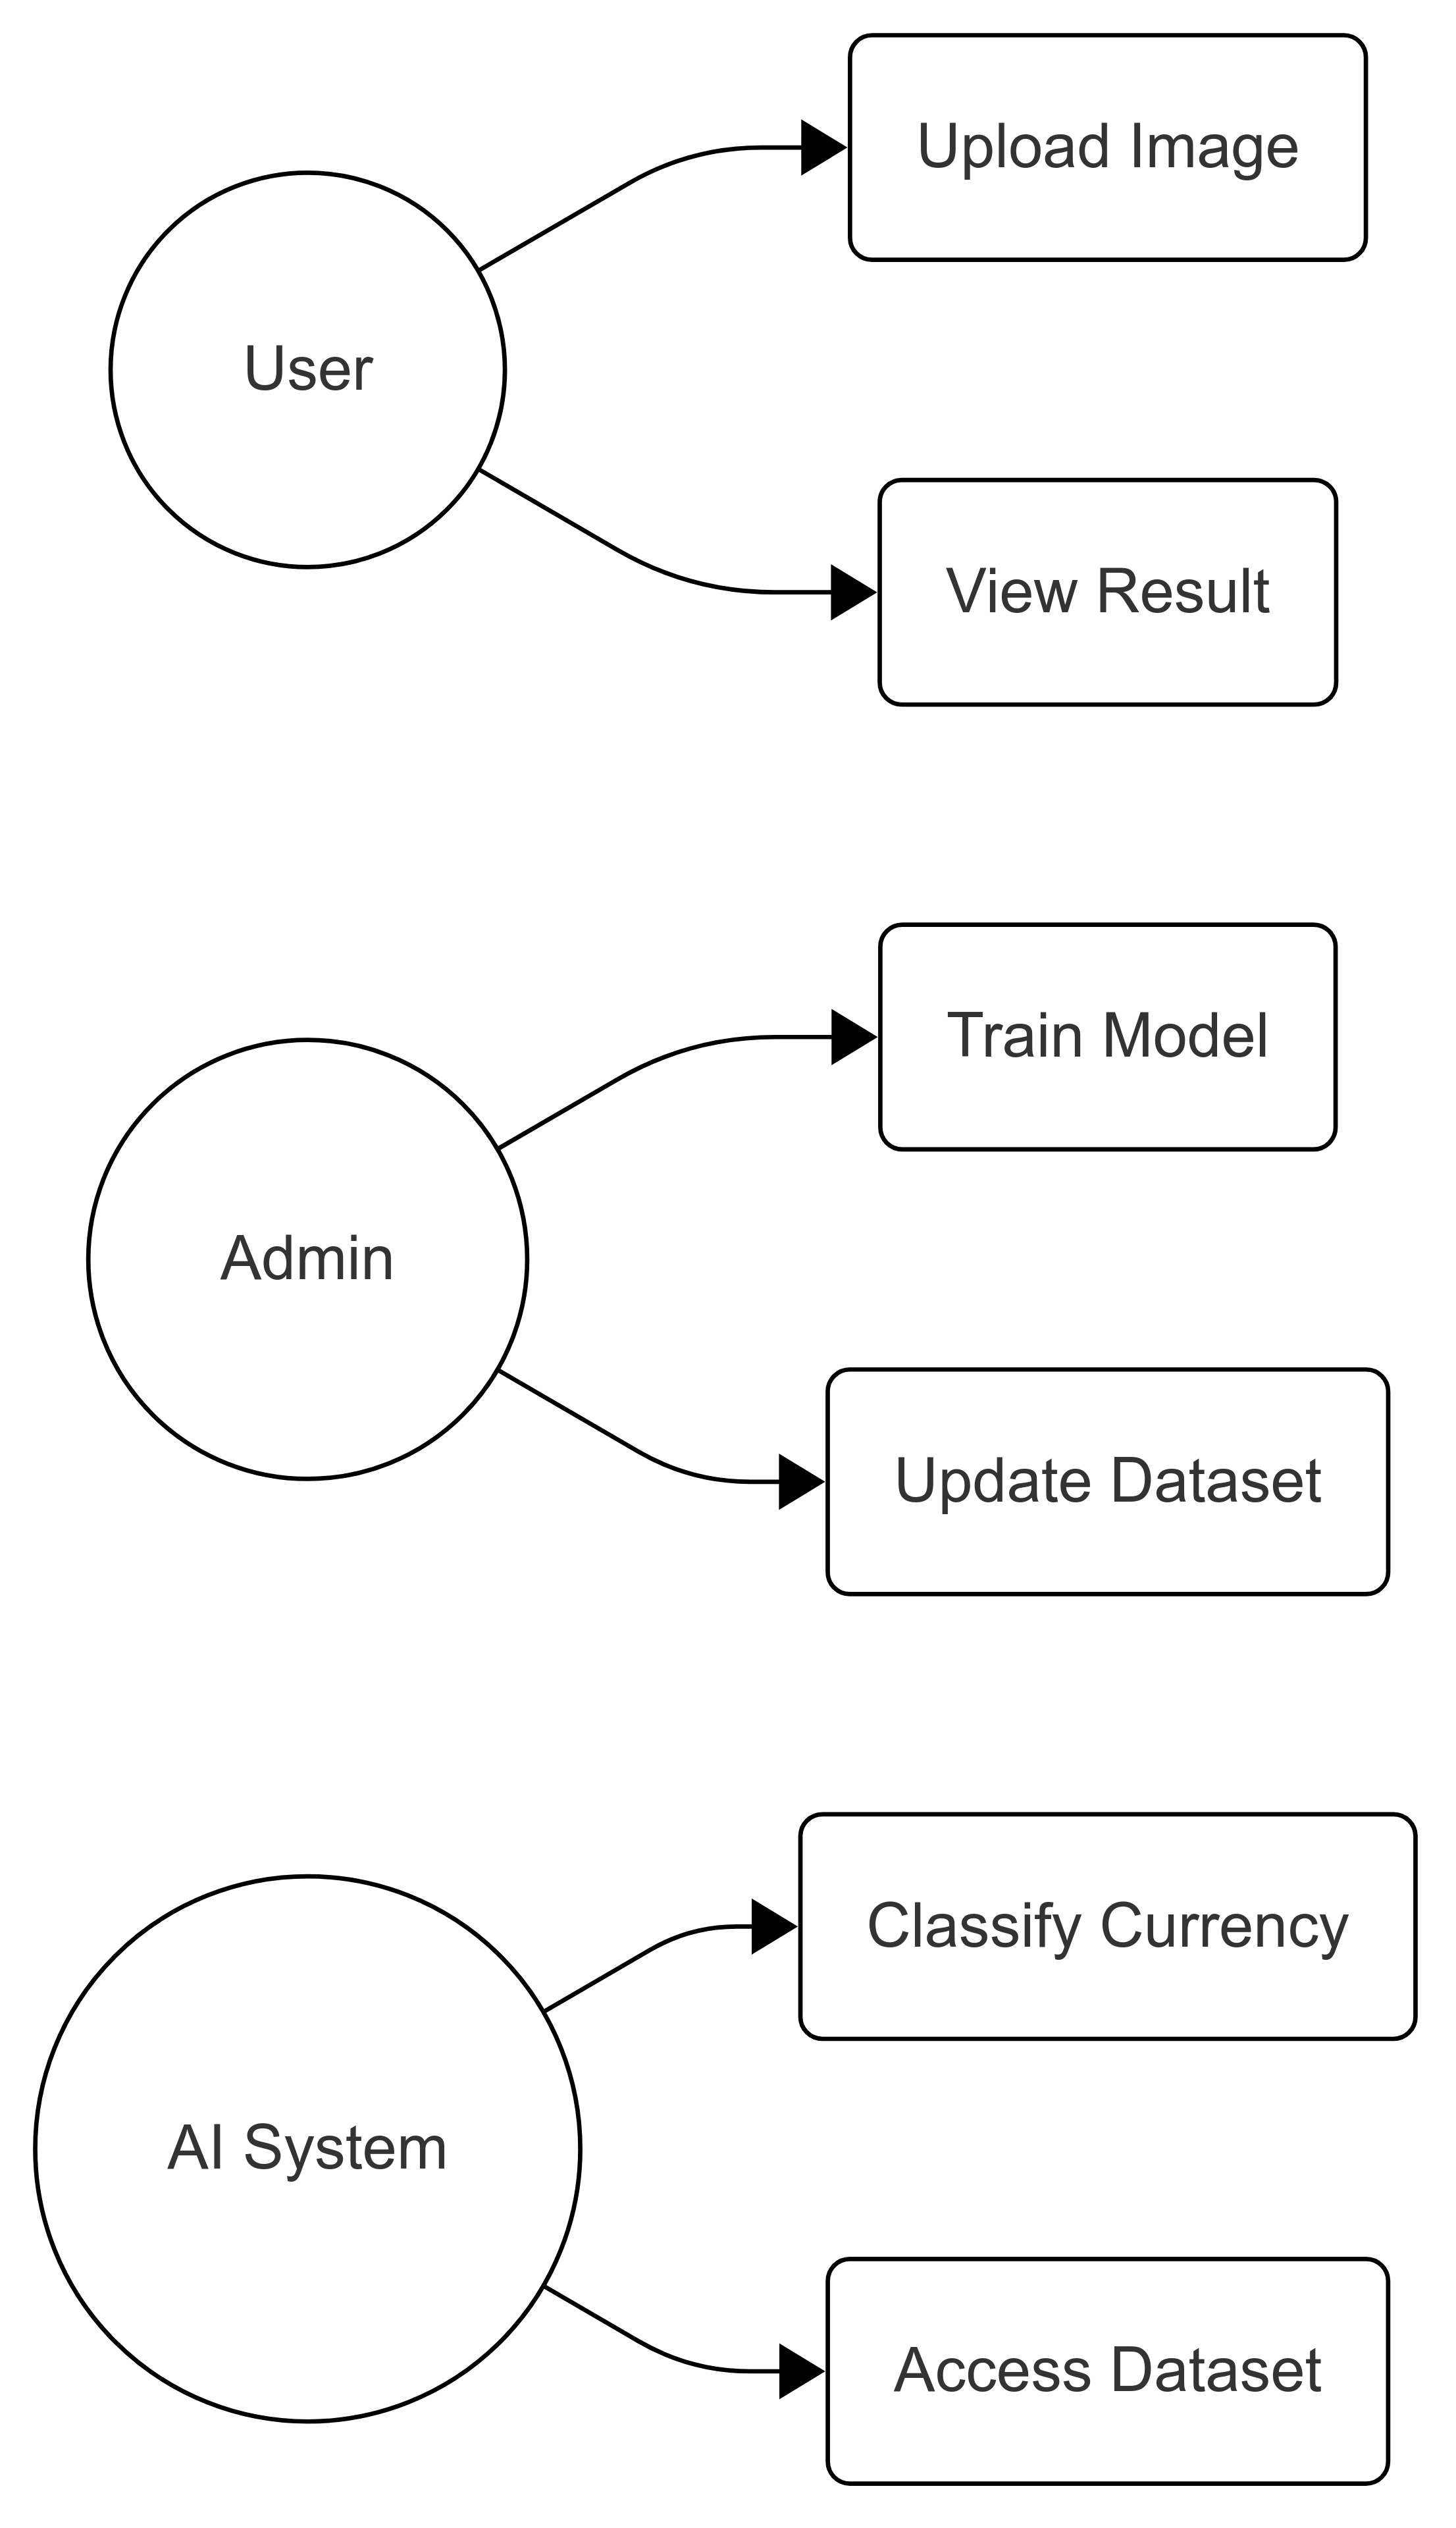 User
Upload Image
View Result
Admin
Train Model
Update Dataset
AI System
Classify Currency
Access Dataset